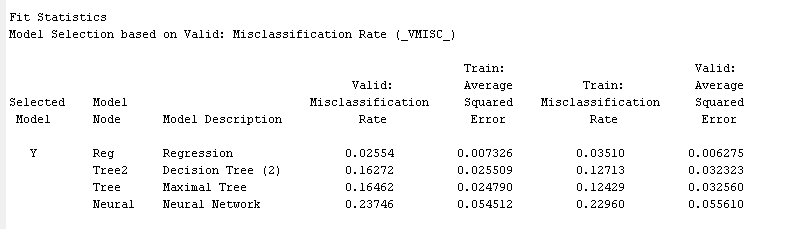 Fit Statistics
Model Selection based on Valid: Misclassification Rate (_VMISC_)
Train: Valid:
Valid: Average Train: Average
Selected Model Misclassification Squared Misclassification Squared
Model Node Model Description Rate Error Rate Error
Y Reg Regression 0.02554 0.007326 0.03510 0.006275
Tree2 Decision Tree (2) 0.16272 0.025509 0.12713 0.032323
Tree Maximal Tree 0.16462 0.024790 0.12429 0.032560
Neural Neural Network 0.23746 0.054512 0.22960 0.055610